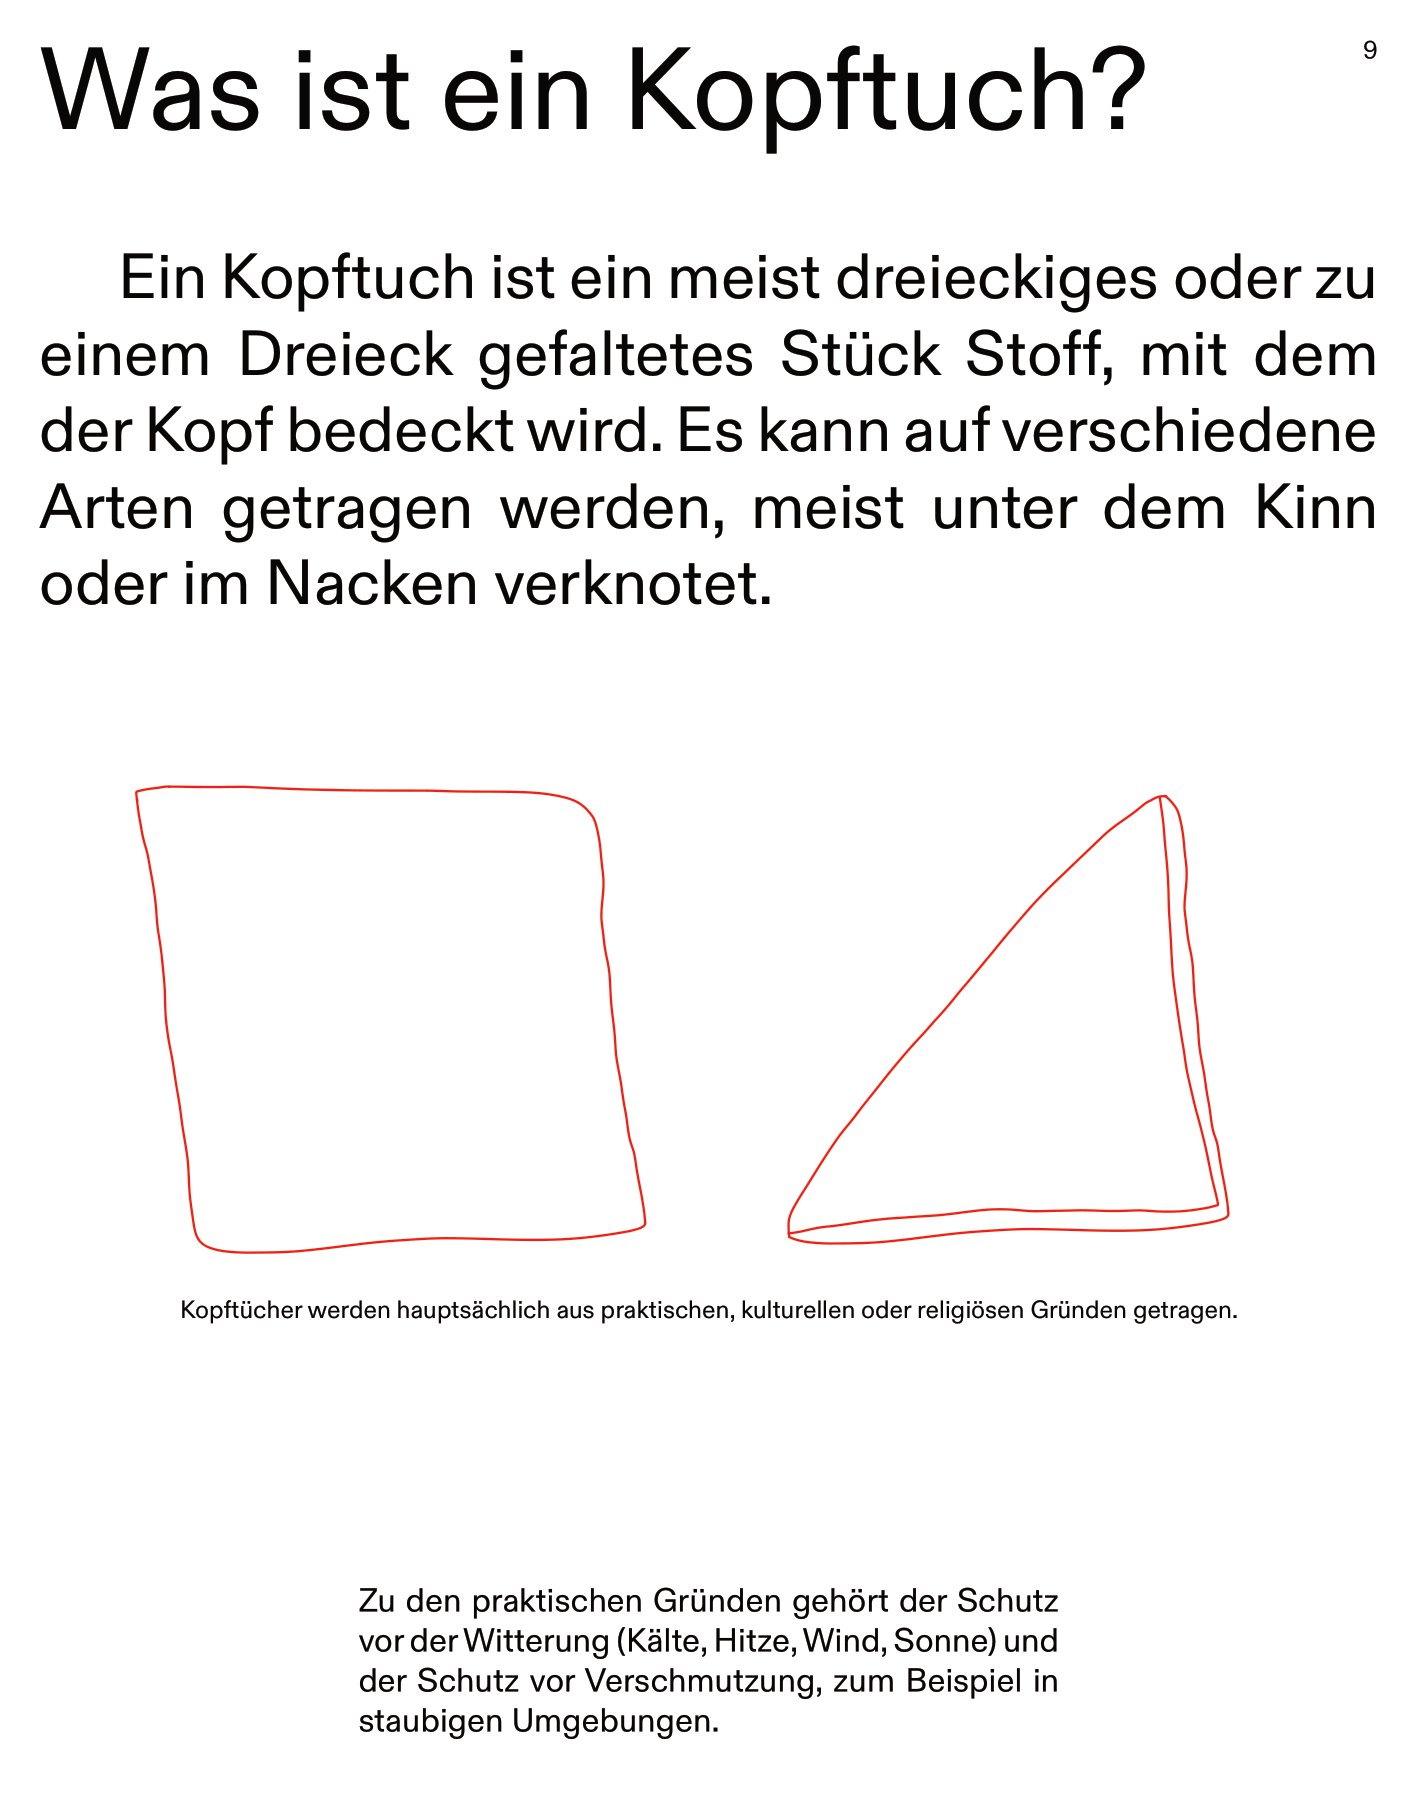 Was ist ein Kopftuch?
9
Ein Kopftuch ist ein meist dreieckiges oder zu
einem Dreieck gefaltetes Stück Stoff, mit dem
der Kopf bedeckt wird. Es kann auf verschiedene
Arten getragen werden, meist unter dem Kinn
oder im Nacken verknotet.
Kopftücher werden hauptsächlich aus praktischen, kulturellen oder religiösen Gründen getragen.
Zu den praktischen Gründen gehört der Schutz
vor der Witterung (Kälte, Hitze, Wind, Sonne) und
der Schutz vor Verschmutzung, zum Beispiel in
staubigen Umgebungen.